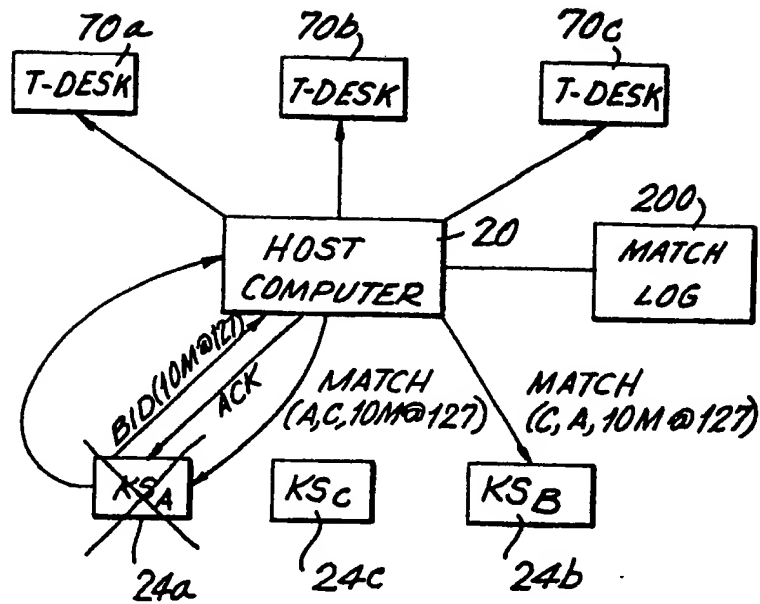 70a
70b
70c
T-DESK
T-DESK
T-DESK
200
20
HOST
COMPUTER
MATCH
LOG
BID(10M@127)
ACK
MATCH
(A,C,10M@127)
MATCH
(C,A,10M@127)
KSA
KSC
KSB
24a
24c
24b